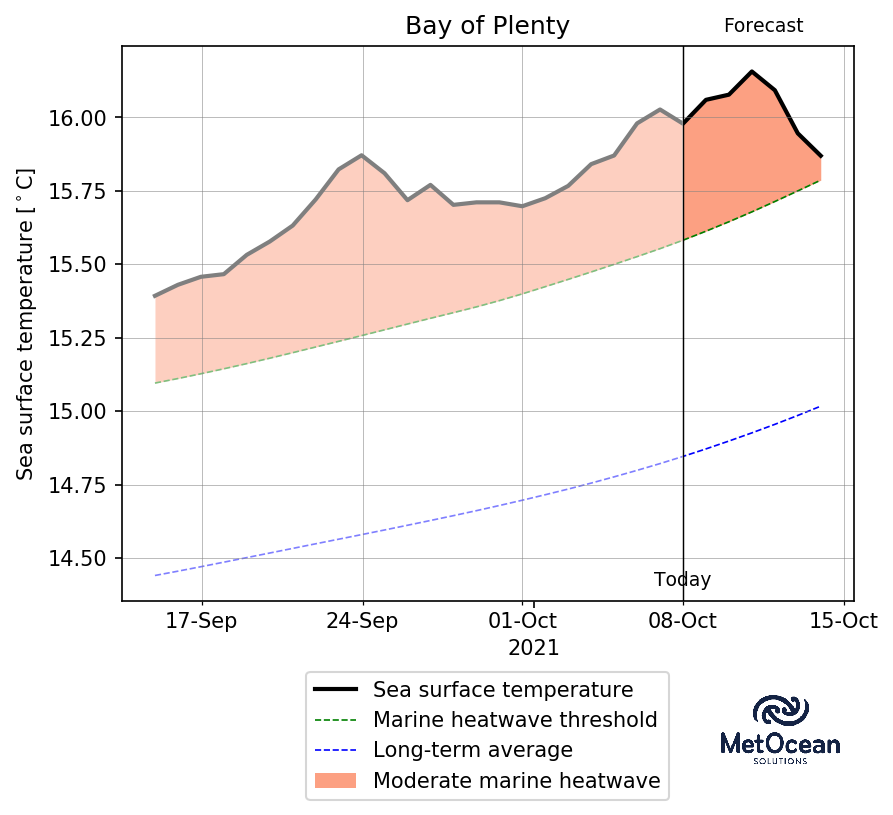 Bay of Plenty
Forecast
Sea surface temperature [°C]
16.00
15.75
15.50
15.25
15.00
14.75
14.50
Today
17-Sep 24-Sep 01-Oct 08-Oct 15-Oct
2021
Sea surface temperature
Marine heatwave threshold
Long-term average
Moderate marine heatwave
MetOcean
SOLUTIONS